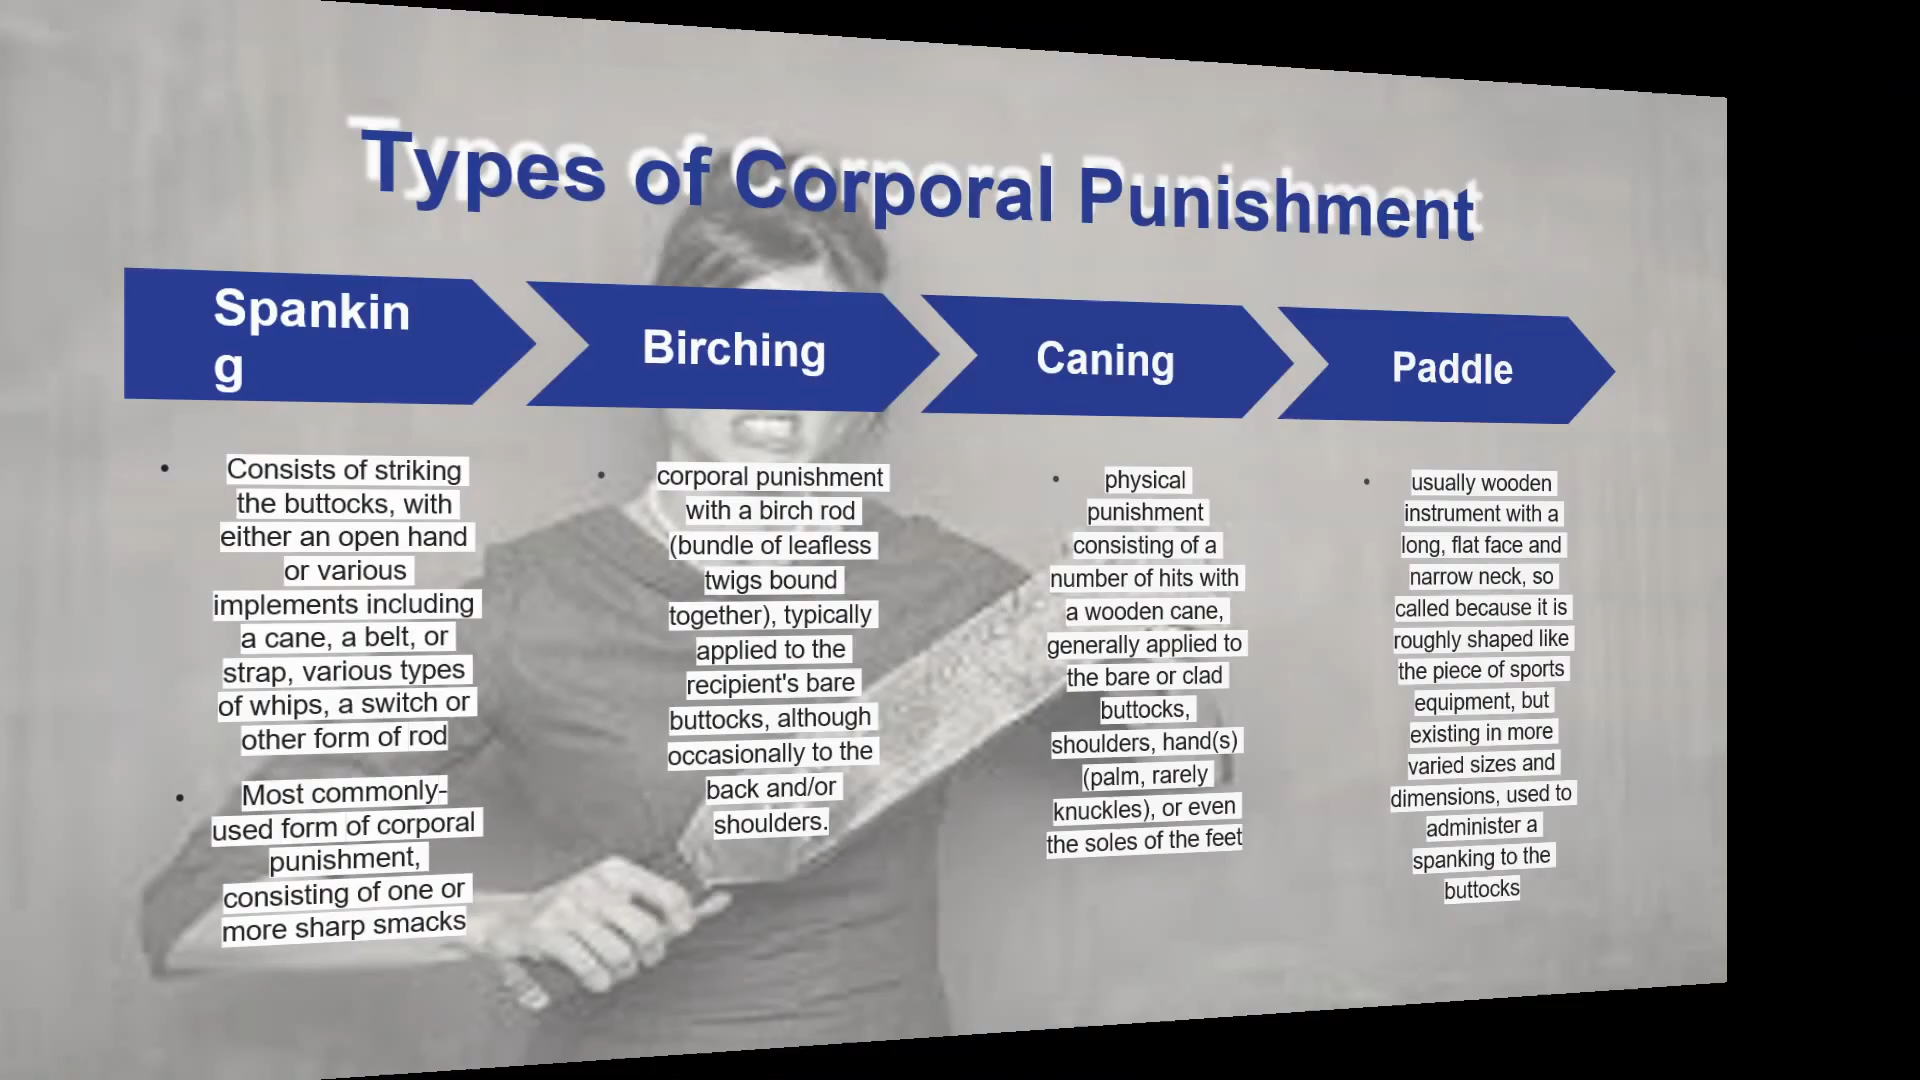 Types of Corporal Punishment
Spankin
g
Birching
Caning
Paddle
• Consists of striking
the buttocks, with
either an open hand
or various
implements including
a cane, a belt, or
strap, various types
of whips, a switch or
other form of rod
• Most commonly-
used form of corporal
punishment,
consisting of one or
more sharp smacks
• corporal punishment
with a birch rod
(bundle of leafless
twigs bound
together), typically
applied to the
recipient's bare
buttocks, although
occasionally to the
back and/or
shoulders.
• physical
punishment
consisting of a
number of hits with
a wooden cane,
generally applied to
the bare or clad
buttocks,
shoulders, hand(s)
(palm, rarely
knuckles), or even
the soles of the feet
• usually wooden
instrument with a
long, flat face and
narrow neck, so
called because it is
roughly shaped like
the piece of sports
equipment, but
existing in more
varied sizes and
dimensions, used to
administer a
spanking to the
buttocks